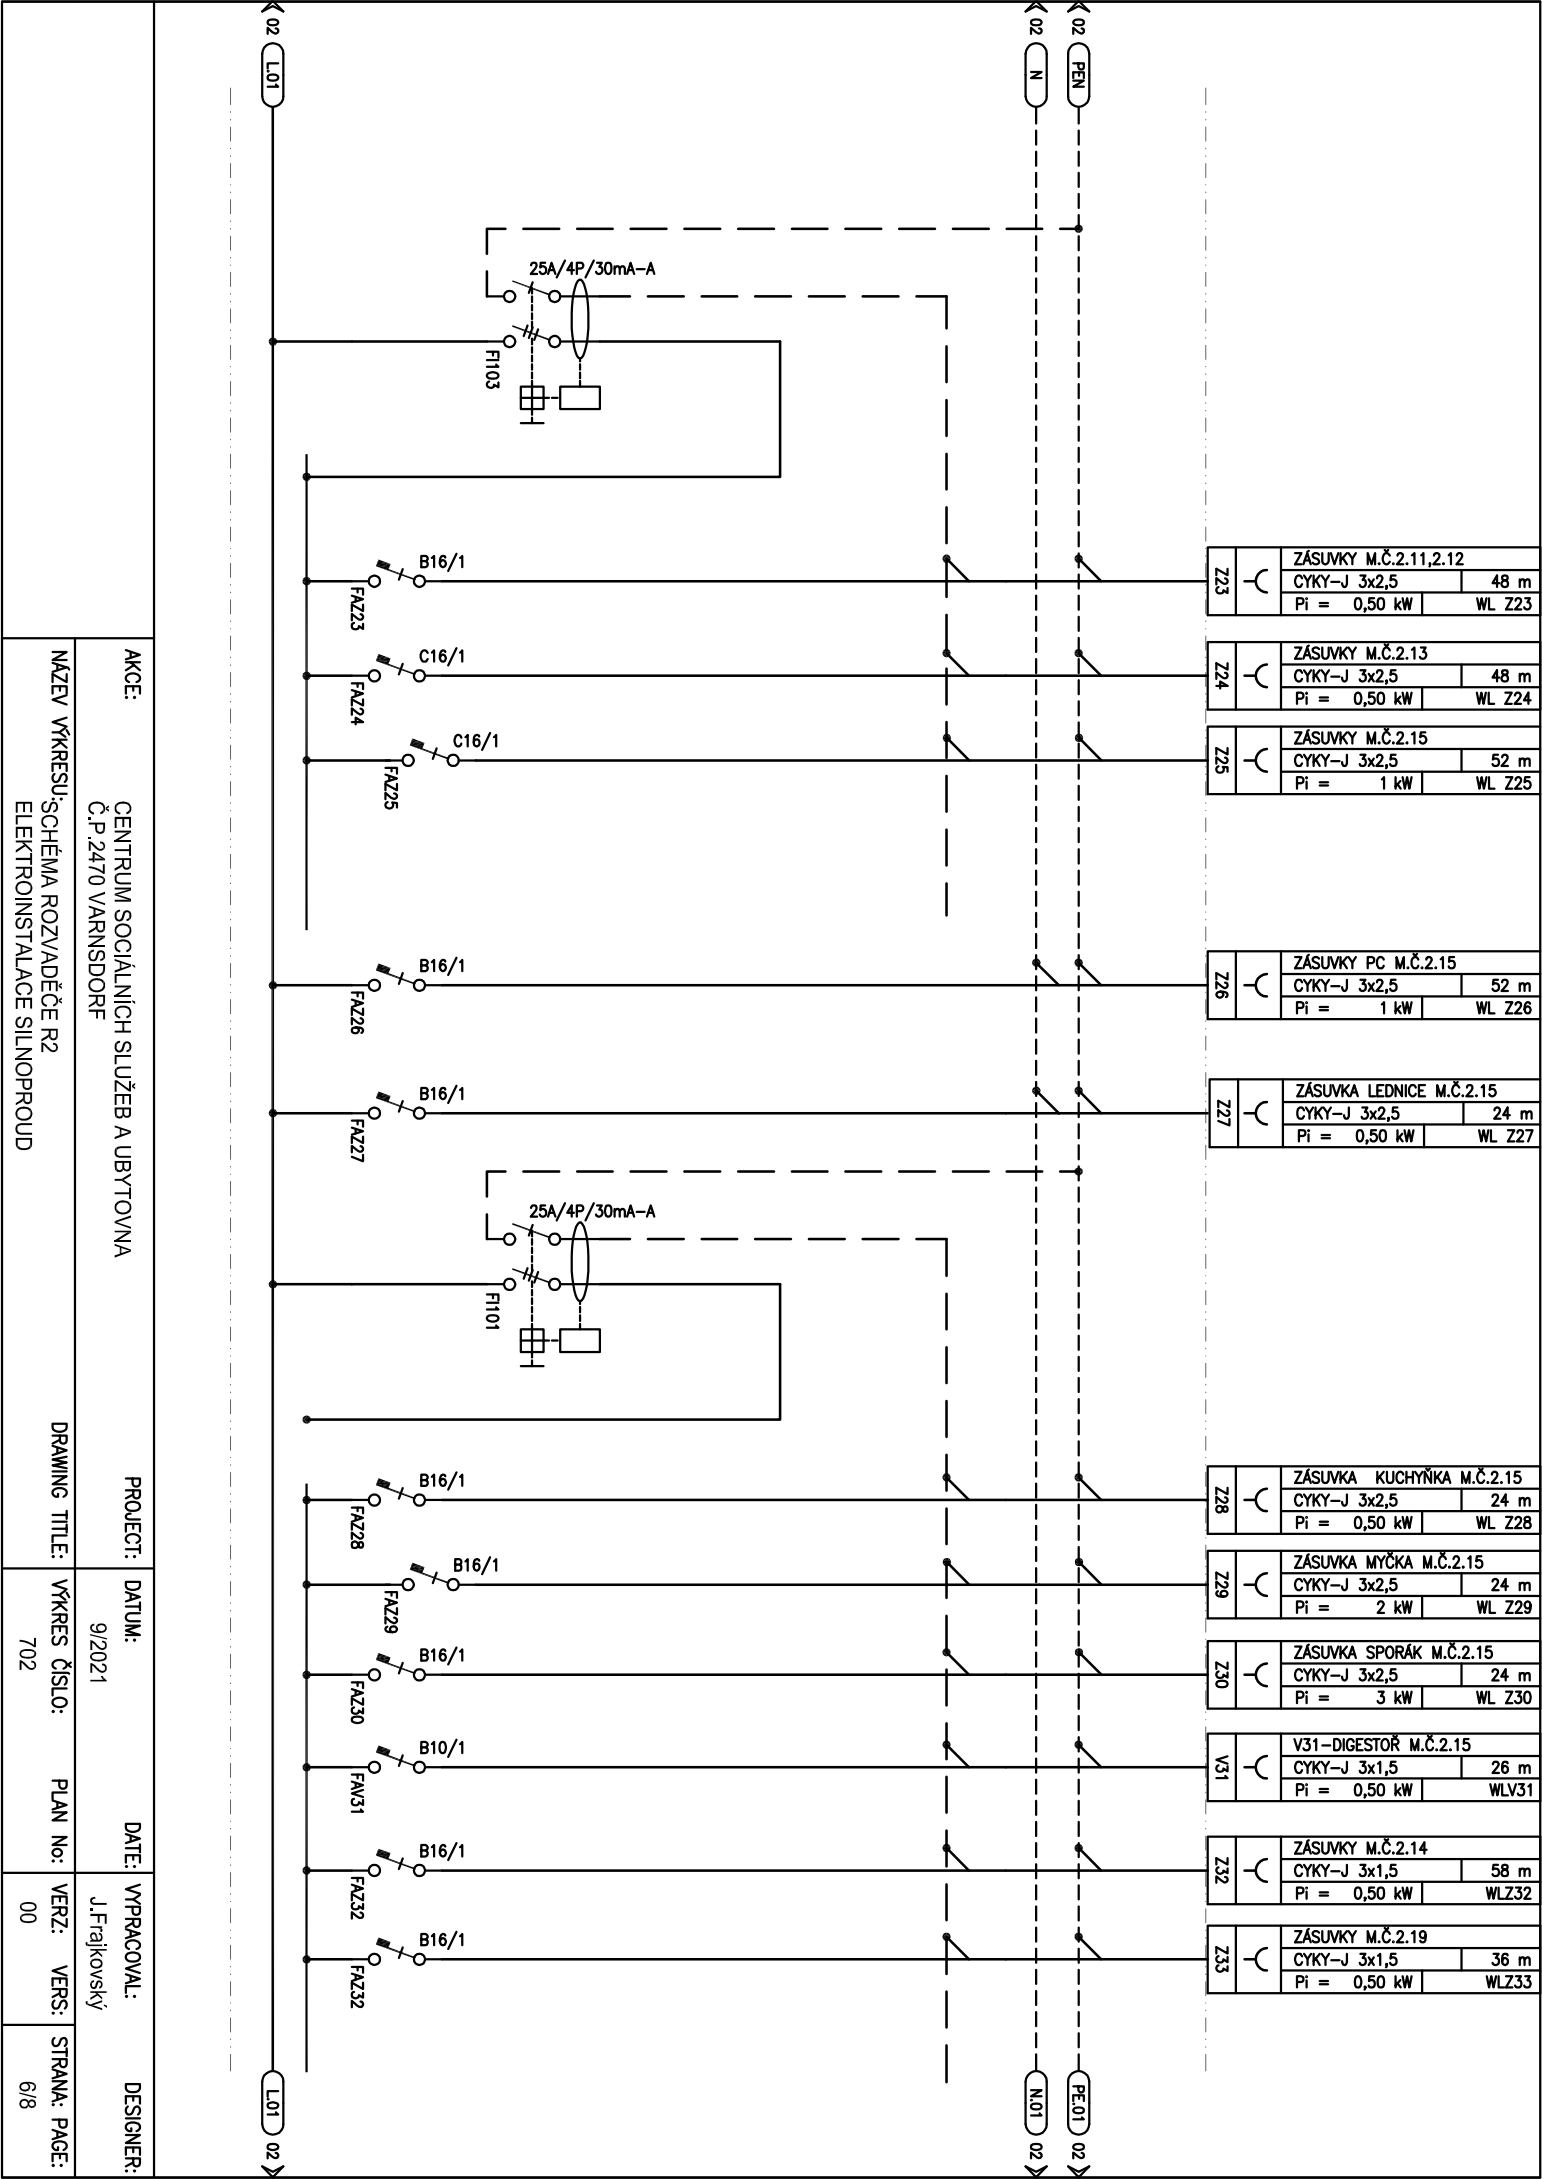 02
L.01
02
N
02
PEN
25A/4P/30mA-A
FI103
B16/1
FAZ23
Z23
ZÁSUVKY M.Č.2.11,2.12
CYKY-J 3x2,5 48 m
Pi = 0,50 kW WL Z23
C16/1
FAZ24
Z24
ZÁSUVKY M.Č.2.13
CYKY-J 3x2,5 48 m
Pi = 0,50 kW WL Z24
C16/1
FAZ25
Z25
ZÁSUVKY M.Č.2.15
CYKY-J 3x2,5 52 m
Pi = 1 kW WL Z25
B16/1
FAZ26
Z26
ZÁSUVKY PC M.Č.2.15
CYKY-J 3x2,5 52 m
Pi = 1 kW WL Z26
B16/1
FAZ27
Z27
ZÁSUVKA LEDNICE M.Č.2.15
CYKY-J 3x2,5 24 m
Pi = 0,50 kW WL Z27
25A/4P/30mA-A
FI101
B16/1
FAZ28
Z28
ZÁSUVKA KUCHYŇKA M.Č.2.15
CYKY-J 3x2,5 24 m
Pi = 0,50 kW WL Z28
B16/1
FAZ29
Z29
ZÁSUVKA MYČKA M.Č.2.15
CYKY-J 3x2,5 24 m
Pi = 2 kW WL Z29
B16/1
FAZ30
Z30
ZÁSUVKA SPORÁK M.Č.2.15
CYKY-J 3x2,5 24 m
Pi = 3 kW WL Z30
B10/1
FAV31
V31
V31-DIGESTOŘ M.Č.2.15
CYKY-J 3x1,5 26 m
Pi = 0,50 kW WLV31
B16/1
FAZ32
Z32
ZÁSUVKY M.Č.2.14
CYKY-J 3x1,5 58 m
Pi = 0,50 kW WLZ32
B16/1
FAZ32
Z33
ZÁSUVKY M.Č.2.19
CYKY-J 3x1,5 36 m
Pi = 0,50 kW WLZ33
L.01
02
N.01
02
PE.01
02
AKCE: PROJECT:
CENTRUM SOCIÁLNÍCH SLUŽEB A UBYTOVNA
Č.P.2470 VARNSDORF
NÁZEV VÝKRESU: DRAWING TITLE:
SCHÉMA ROZVADĚČE R2
ELEKTROINSTALACE SILNOPROUD
DATUM: DATE:
9/2021
VYPRACOVAL: DESIGNER:
J.Frajkovský
VÝKRES ČÍSLO: PLAN No:
702
VERZ: VERS:
00
STRANA: PAGE:
6/8